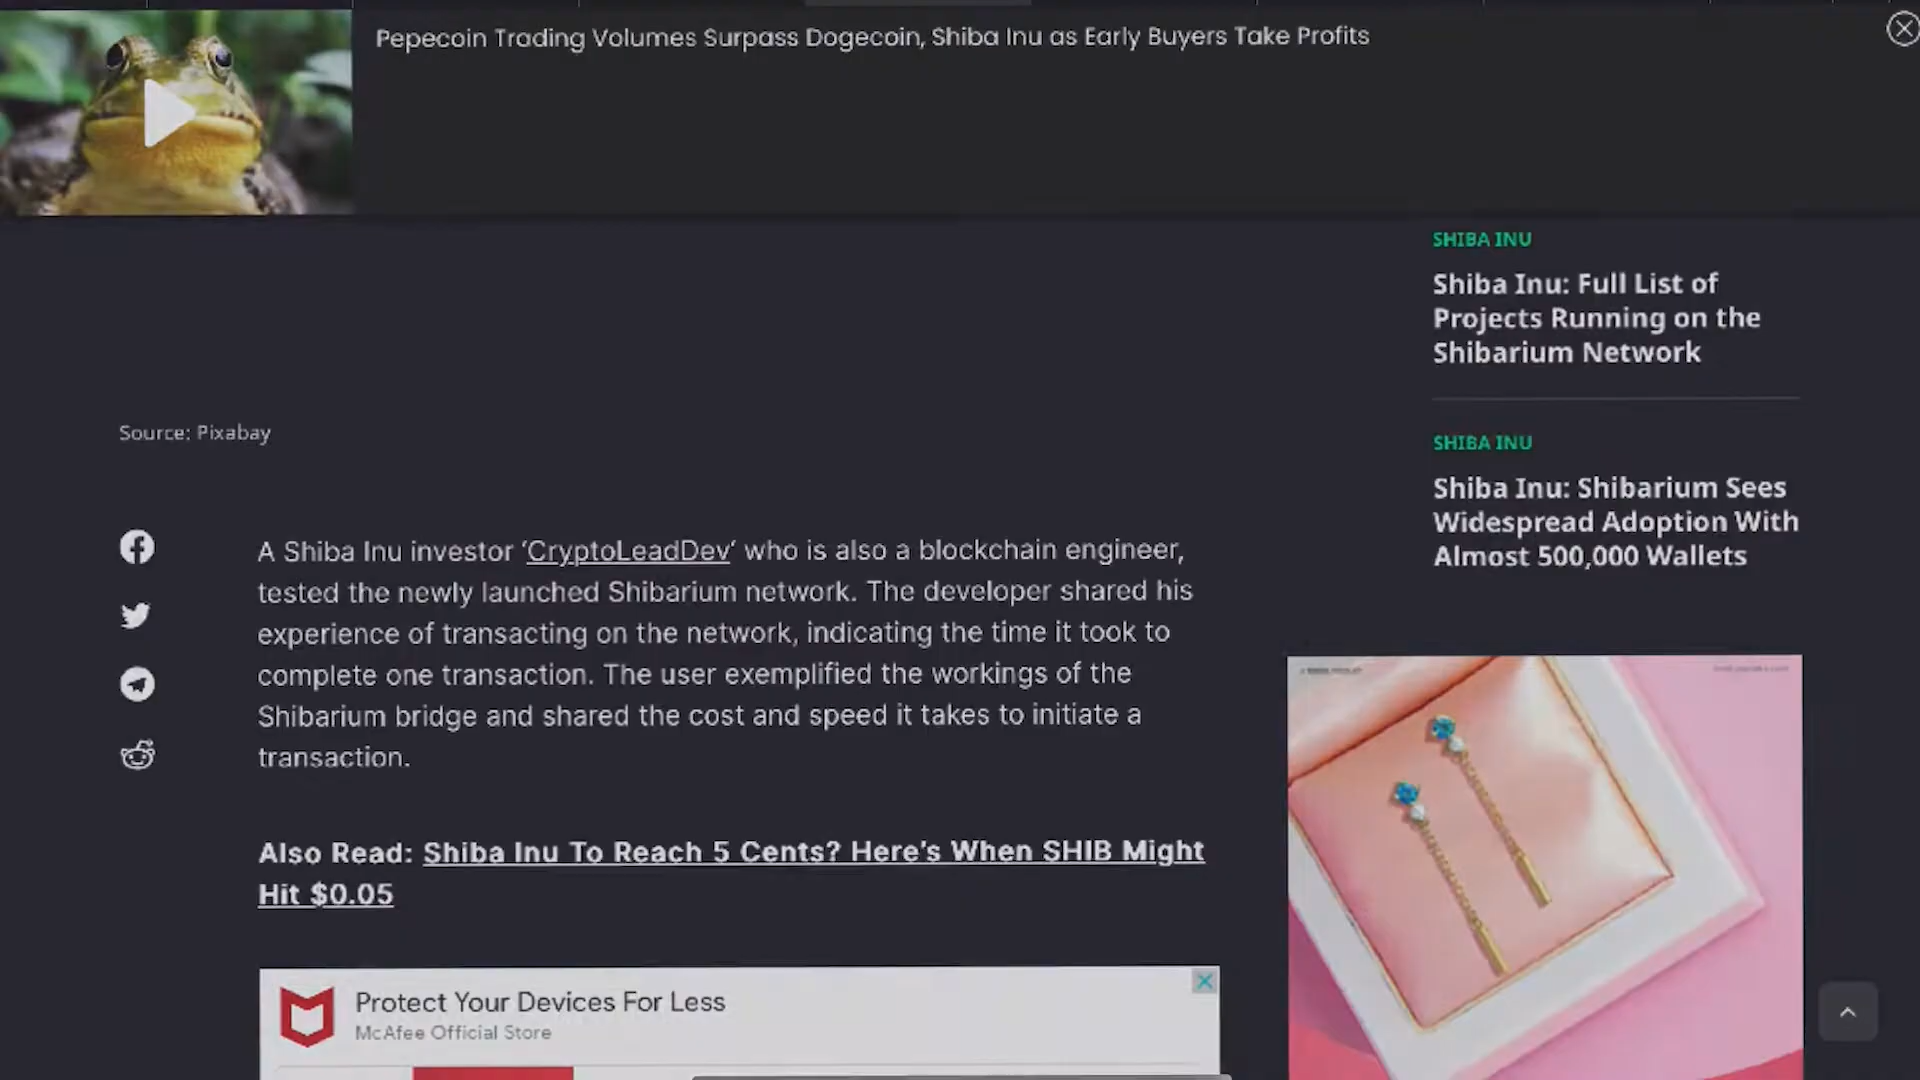 Pepecoin Trading Volumes Surpass Dogecoin, Shiba Inu as Early Buyers Take Profits
SHIBA INU
Shiba Inu: Full List of
Projects Running on the
Shibarium Network
SHIBA INU
Shiba Inu: Shibarium Sees
Widespread Adoption With
Almost 500,000 Wallets
Source: Pixabay
A Shiba Inu investor ‘CryptoLeadDev‘ who is also a blockchain engineer,
tested the newly launched Shibarium network. The developer shared his
experience of transacting on the network, indicating the time it took to
complete one transaction. The user exemplified the workings of the
Shibarium bridge and shared the cost and speed it takes to initiate a
transaction.
Also Read: Shiba Inu To Reach 5 Cents? Here’s When SHIB Might
Hit $0.05
Protect Your Devices For Less
McAfee Official Store